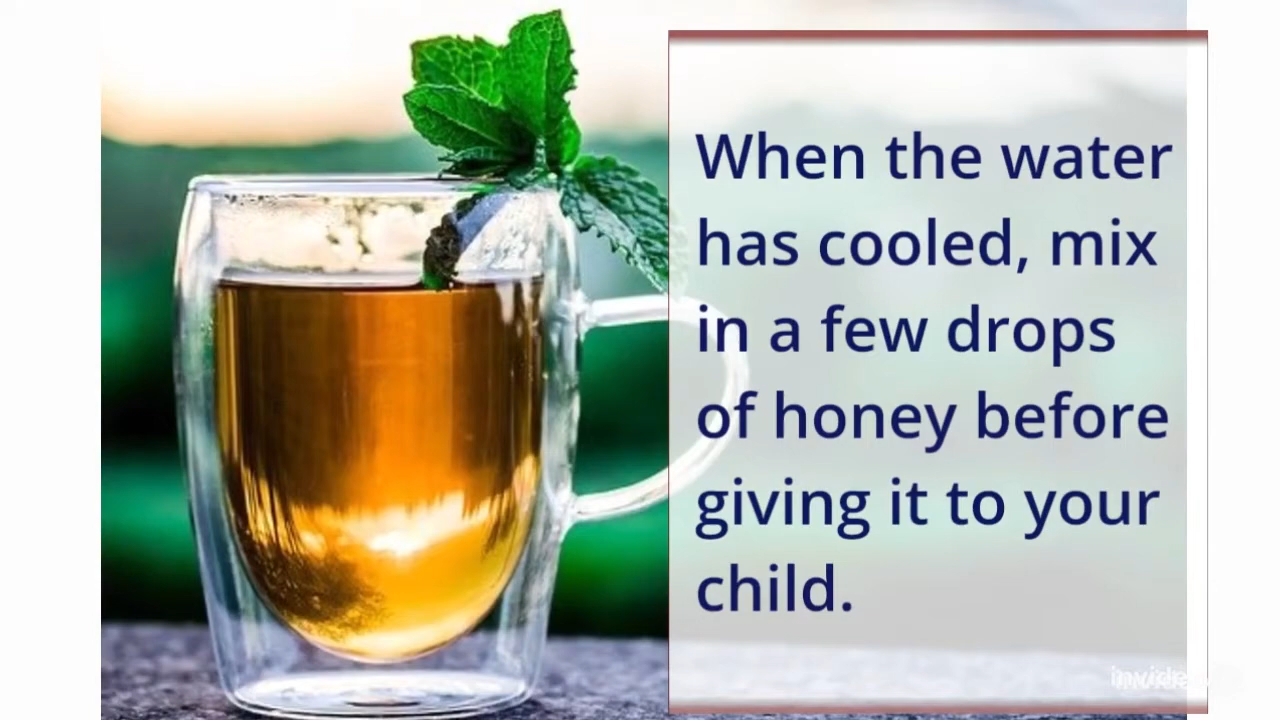 When the water
has cooled, mix
in a few drops
of honey before
giving it to your
child.